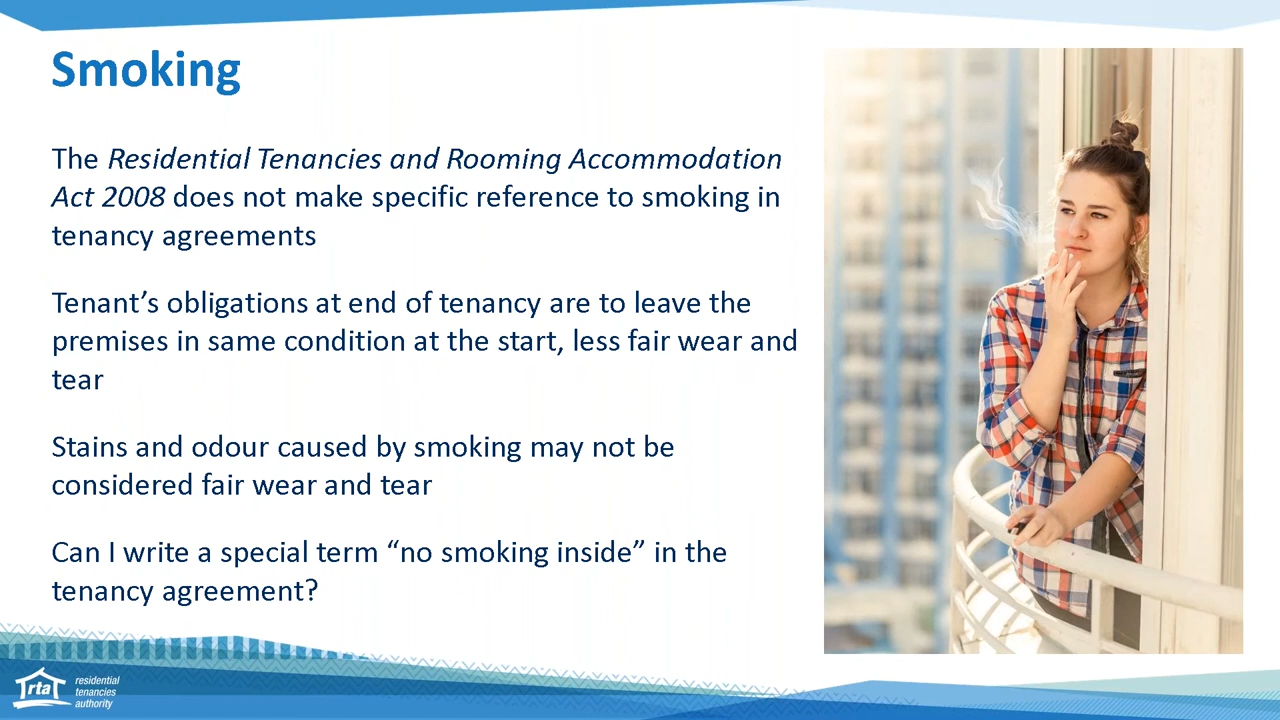 Smoking
The Residential Tenancies and Rooming Accommodation
Act 2008 does not make specific reference to smoking in
tenancy agreements
Tenant’s obligations at end of tenancy are to leave the
premises in same condition at the start, less fair wear and
tear
Stains and odour caused by smoking may not be
considered fair wear and tear
Can I write a special term “no smoking inside” in the
tenancy agreement?
rta
residential
tenancies
authority